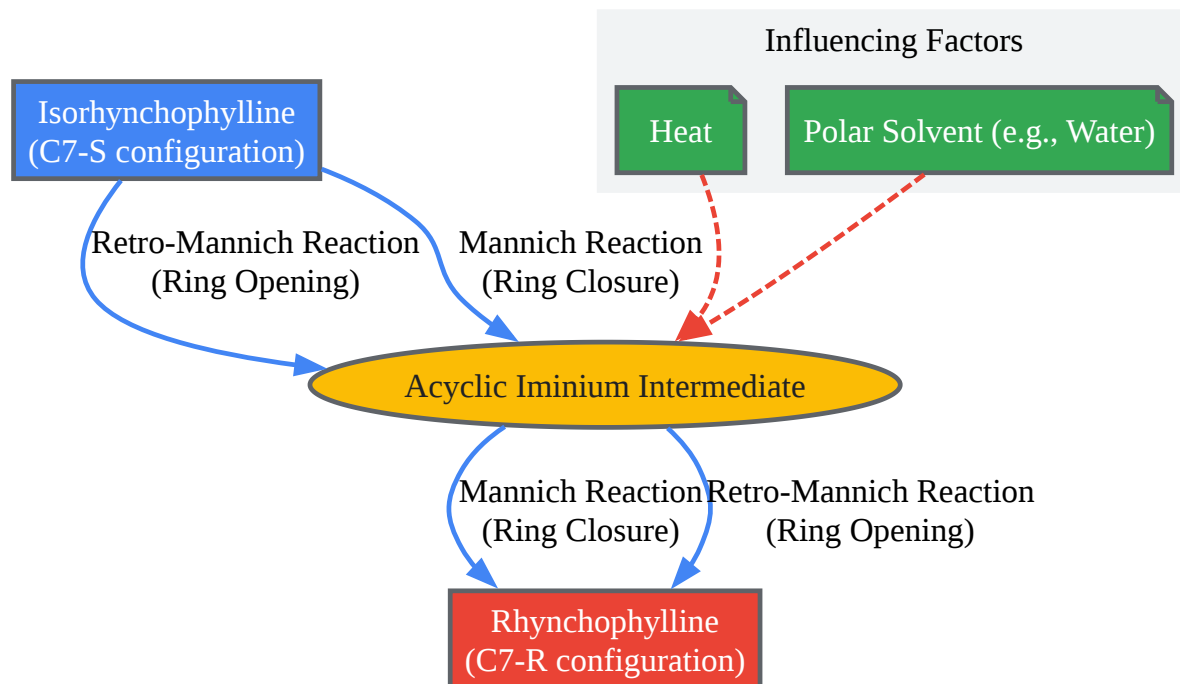 Influencing Factors
Isorhynchophylline
(C7-S configuration)
Heat
Polar Solvent (e.g., Water)
Retro-Mannich Reaction
(Ring Opening)
Mannich Reaction
(Ring Closure)
Acyclic Iminium Intermediate
Mannich Reaction
(Ring Closure)
Retro-Mannich Reaction
(Ring Opening)
Rhynchophylline
(C7-R configuration)